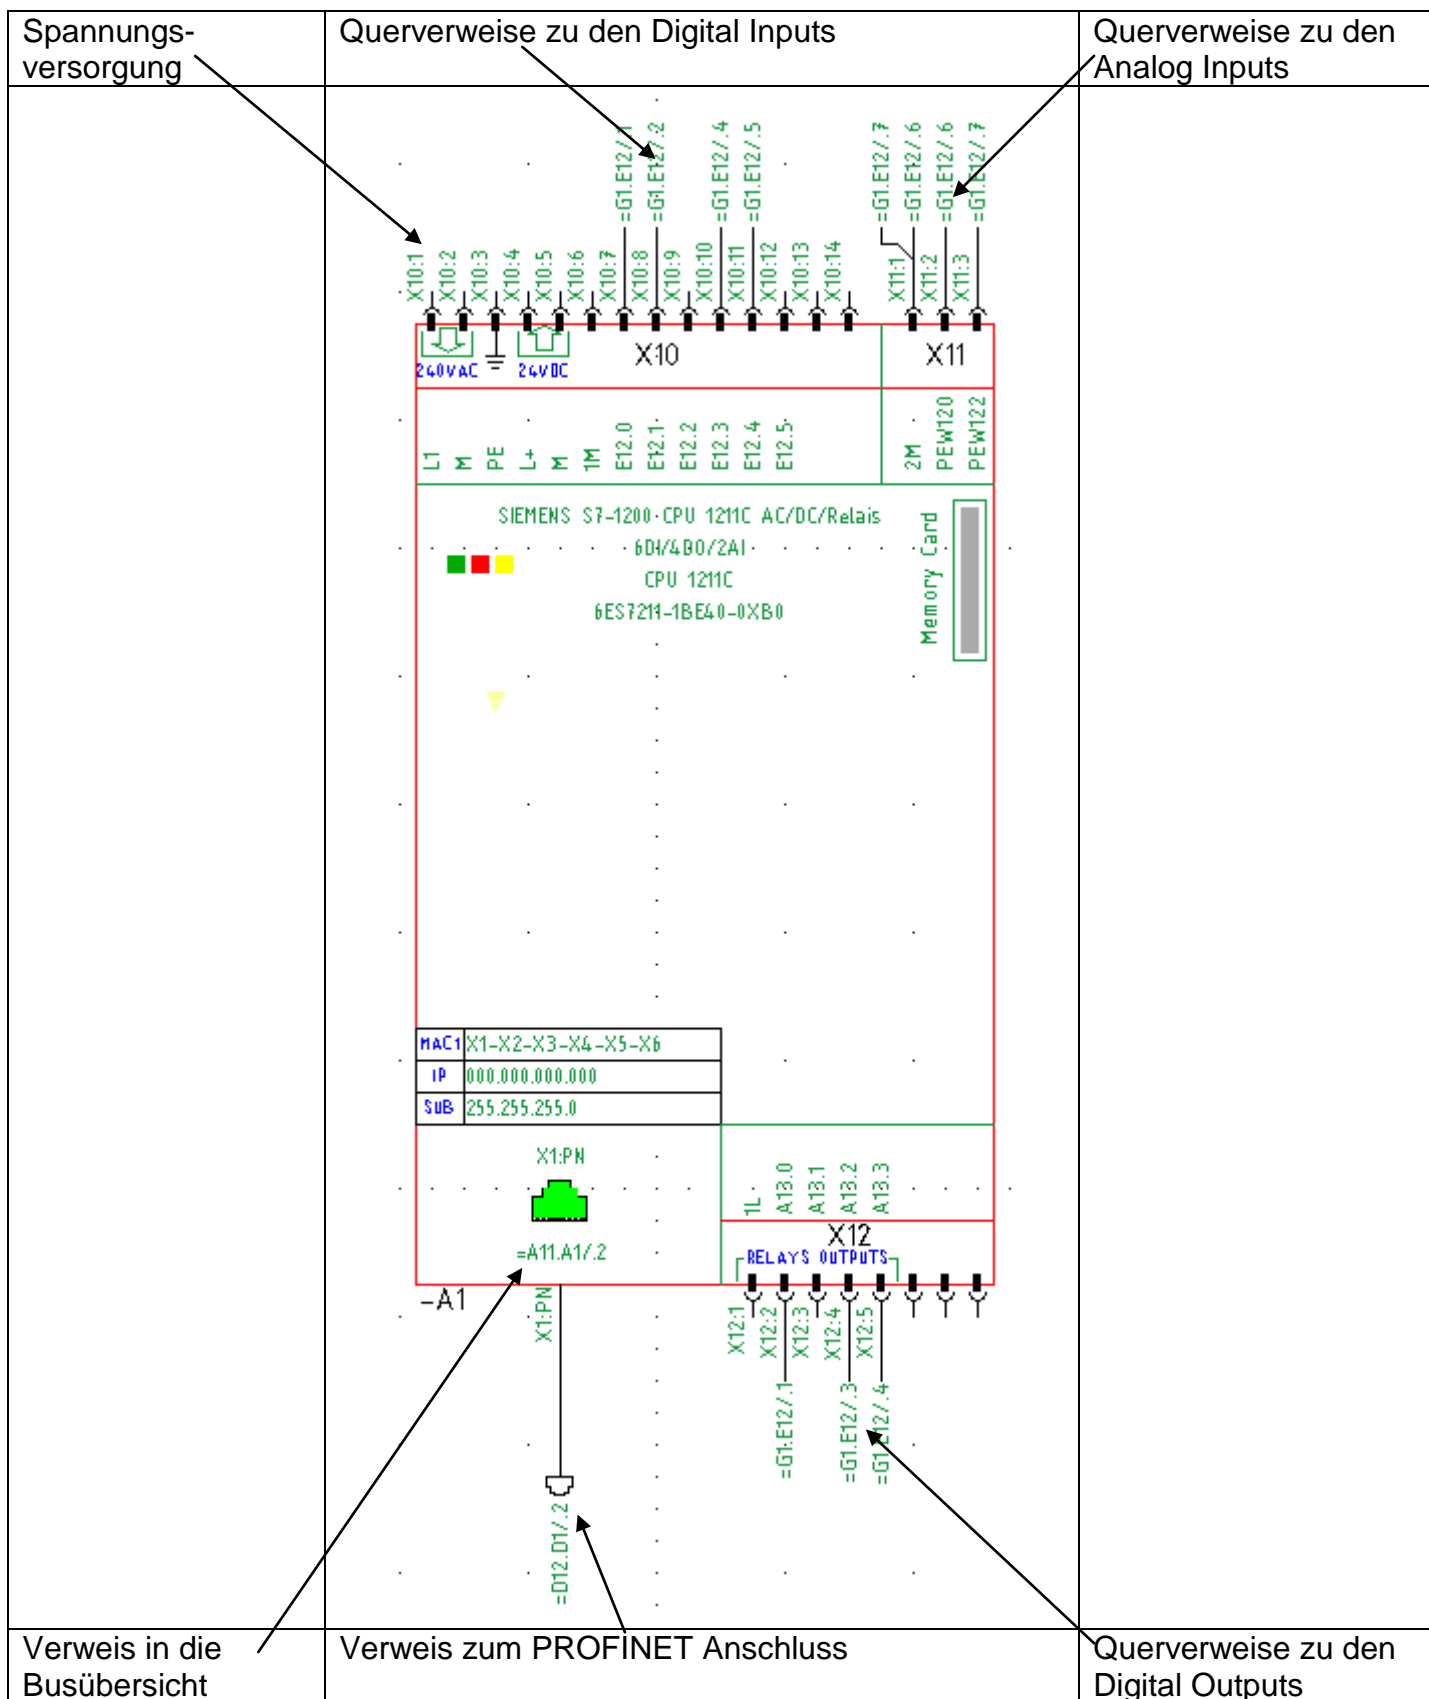 Spannungs-
versorgung
Querverweise zu den Digital Inputs
Querverweise zu den
Analog Inputs
=G1.E12/.1
=G1.E12/.2
=G1.E12/.4
=G1.E12/.5
=G1.E12/.7
=G1.E12/.6
=G1.E12/.6
=G1.E12/.7
X10:1
X10:2
X10:3
X10:4
X10:5
X10:6
X10:7
X10:8
X10:9
X10:10
X10:11
X10:12
X10:13
X10:14
X11:1
X11:2
X11:3
240VAC
24VDC
X10
X11
L1
M
PE
L+
M
1M
E12.0
E12.1
E12.2
E12.3
E12.4
E12.5
2M
PEW120
PEW122
SIEMENS S7-1200 CPU 1211C AC/DC/Relais
6DI/4DO/2AI
CPU 1211C
6ES7211-1BE40-0XB0
Memory Card
MAC1 X1-X2-X3-X4-X5-X6
IP 000.000.000.000
SUB 255.255.255.0
X1:PN
=A11.A1/.2
1L
A13.0
A13.1
A13.2
A13.3
X12
RELAYS OUTPUTS
-A1
X1:PN
X12:1
X12:2
X12:3
X12:4
X12:5
=G1.E12/.1
=G1.E12/.3
=G1.E12/.4
=D12.D1/.2
Verweis in die
Busübersicht
Verweis zum PROFINET Anschluss
Querverweise zu den
Digital Outputs